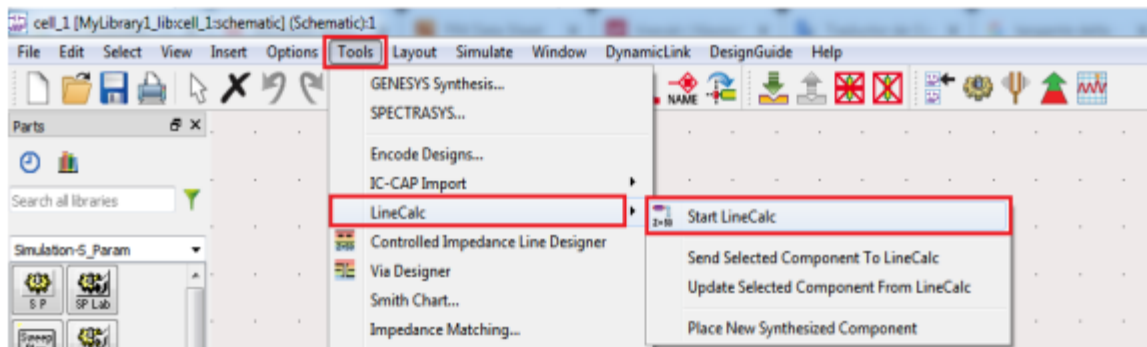 cell_1 [MyLibrary1_lib:cell_1:schematic] (Schematic):1
File Edit Select View Insert Options Tools Layout Simulate Window DynamicLink DesignGuide Help
NAME
Parts
Search all libraries
Simulation-S_Param
S P
SP Lab
Sweep
GENESYS Synthesis...
SPECTRASYS...
Encode Designs...
IC-CAP Import
LineCalc
Controlled Impedance Line Designer
Via Designer
Smith Chart...
Impedance Matching...
Start LineCalc
Send Selected Component To LineCalc
Update Selected Component From LineCalc
Place New Synthesized Component